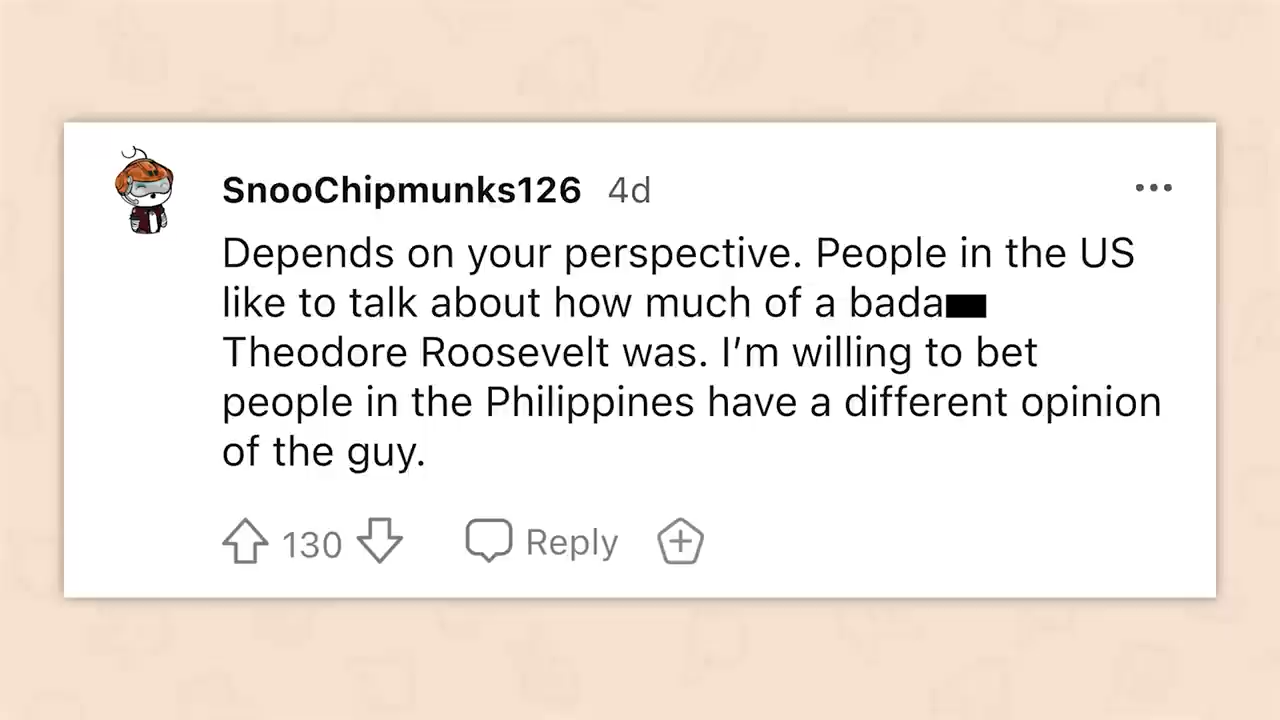 SnooChipmunks126 4d
Depends on your perspective. People in the US
like to talk about how much of a bada
Theodore Roosevelt was. I’m willing to bet
people in the Philippines have a different opinion
of the guy.
130 Reply